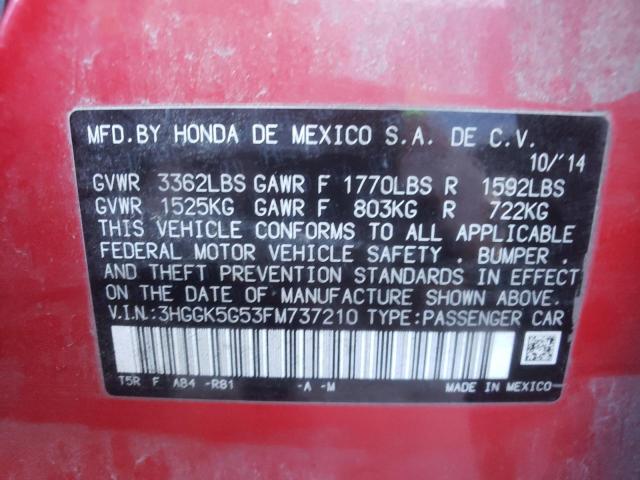 MFD.BY HONDA DE MEXICO S.A. DE C.V.
10/'14
GVWR 3362LBS GAWR F 1770LBS R 1592LBS
GVWR 1525KG GAWR F 803KG R 722KG
THIS VEHICLE CONFORMS TO ALL APPLICABLE
FEDERAL MOTOR VEHICLE SAFETY , BUMPER ,
AND THEFT PREVENTION STANDARDS IN EFFECT
ON THE DATE OF MANUFACTURE SHOWN ABOVE.
V.I.N.:3HGGK5G53FM737210 TYPE:PASSENGER CAR
T5R F AB4 -R81 -A -M MADE IN MEXICO